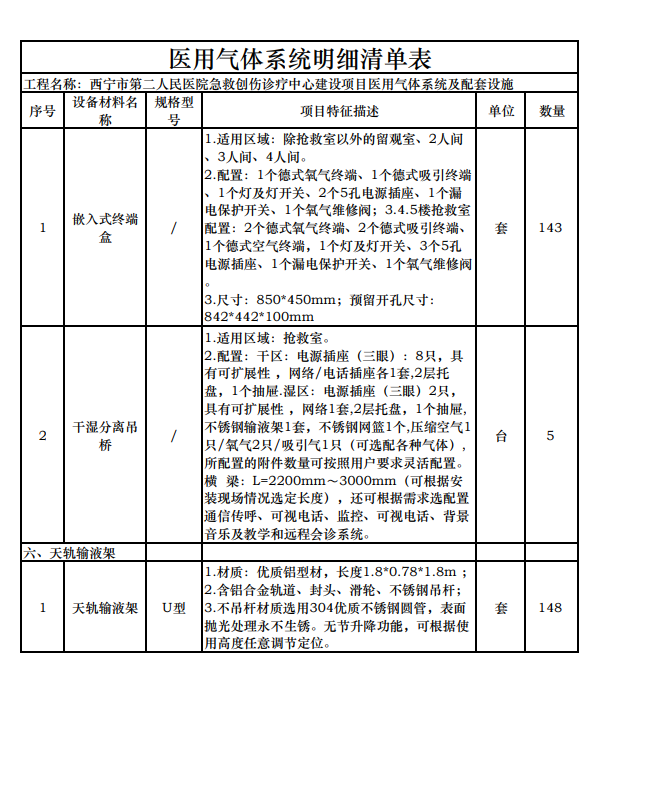 医用气体系统明细清单表
工程名称：西宁市第二人民医院急救创伤诊疗中心建设项目医用气体系统及配套设施
序号 设备材料名称 规格型号 项目特征描述 单位 数量
1 嵌入式终端盒 / 套 143
1.适用区域：除抢救室以外的留观室、2人间
、3人间、4人间。
2.配置：1个德式氧气终端、1个德式吸引终端
、1个灯及灯开关、2个5孔电源插座、1个漏
电保护开关、1个氧气维修阀；3.4.5楼抢救室
配置：2个德式氧气终端、2个德式吸引终端、
1个德式空气终端，1个灯及灯开关、3个5孔
电源插座、1个漏电保护开关、1个氧气维修阀
。
3.尺寸：850*450mm；预留开孔尺寸：
842*442*100mm
2 干湿分离吊桥 / 台 5
1.适用区域：抢救室。
2.配置：干区：电源插座（三眼）：8只，具
有可扩展性 ，网络/电话插座各1套,2层托
盘，1个抽屉.湿区：电源插座（三眼）2只，
具有可扩展性 ，网络1套,2层托盘，1个抽屉,
不锈钢输液架1套，不锈钢网篮1个,压缩空气1
只/氧气2只/吸引气1只（可选配各种气体）,
所配置的附件数量可按照用户要求灵活配置。
横 梁：L=2200mm～3000mm（可根据安
装现场情况选定长度），还可根据需求选配置
通信传呼、可视电话、监控、可视电话、背景
音乐及教学和远程会诊系统。
六、天轨输液架
1 天轨输液架 U型 套 148
1.材质：优质铝型材，长度1.8*0.78*1.8m ；
2.含铝合金轨道、封头、滑轮、不锈钢吊杆；
3.不吊杆材质选用304优质不锈钢圆管，表面
抛光处理永不生锈。无节升降功能，可根据使
用高度任意调节定位。